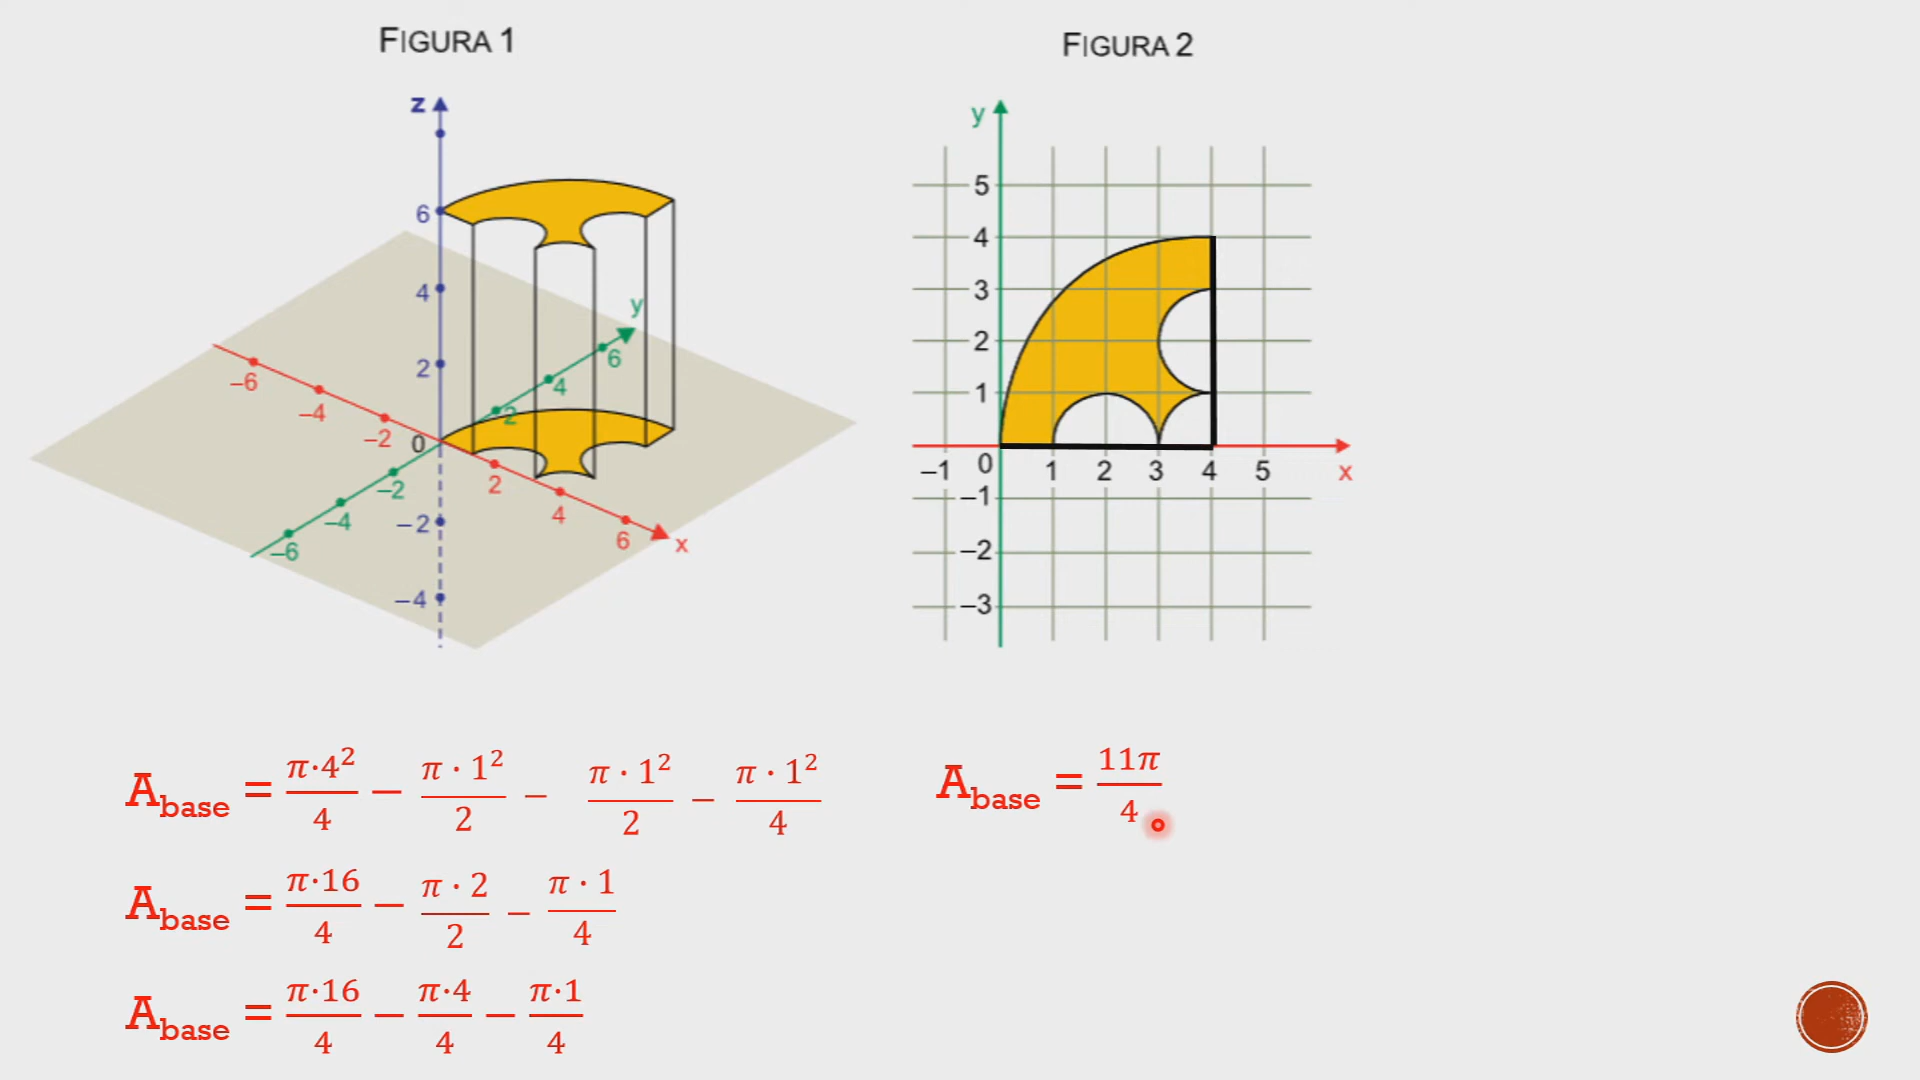 FIGURA 1
z
6
4
2
0
−2
−4
−6
−4
−2
2
4
6
x
−6
−4
−2
2
4
6
y
FIGURA 2
y
5
4
3
2
1
0
−1
−2
−3
−1 1 2 3 4 5
x
A_base = π·4²/4 − π·1²/2 − π·1²/2 − π·1²/4
A_base = π·16/4 − π·2/2 − π·1/4
A_base = π·16/4 − π·4/4 − π·1/4
A_base = 11π/4